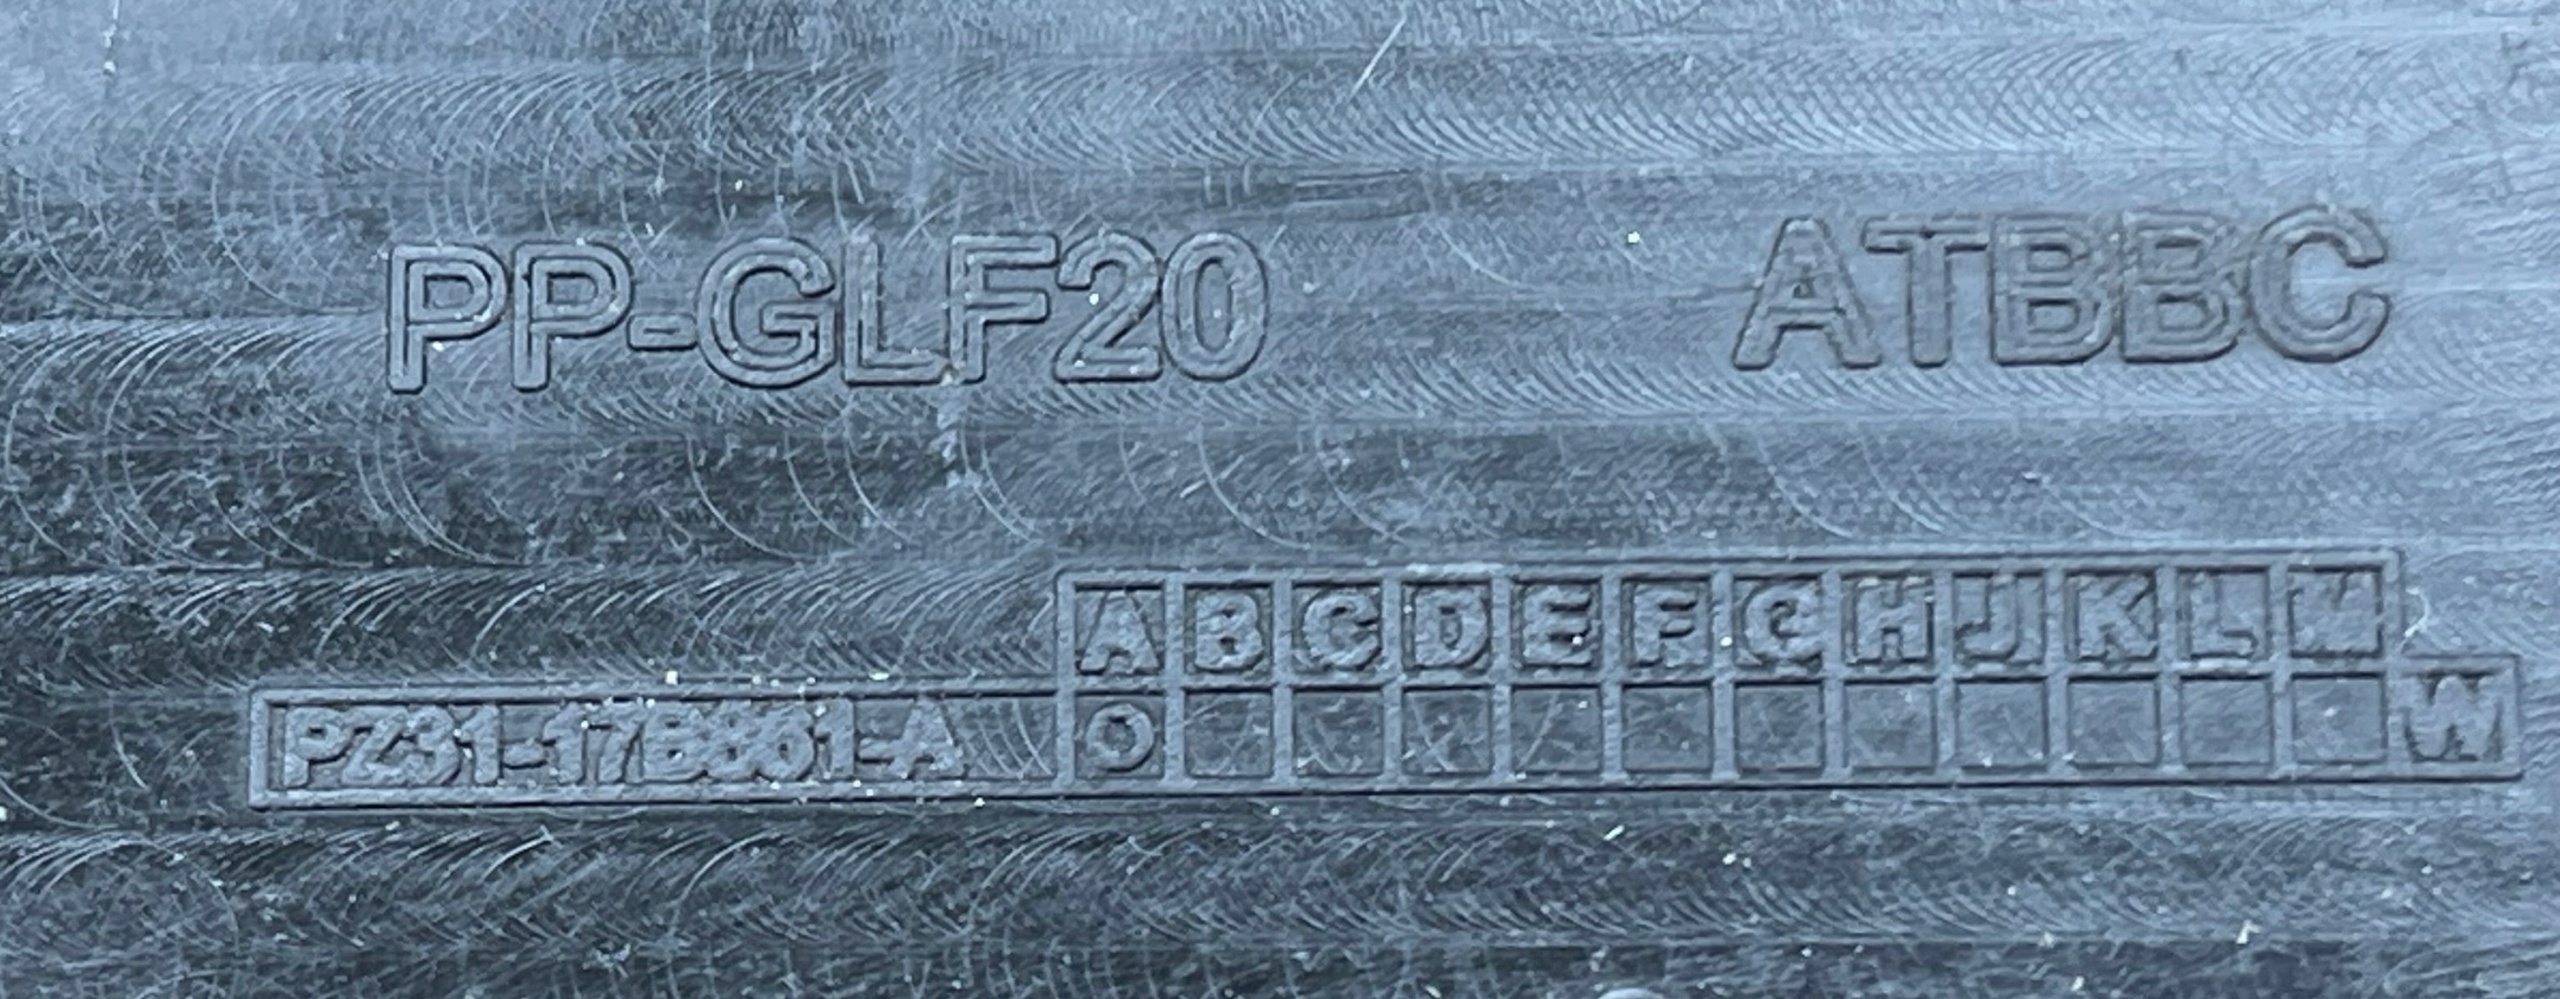 PP-GLF20 ATBBC
A B C D E F G H J K L M
PZ31-17B861-A O W